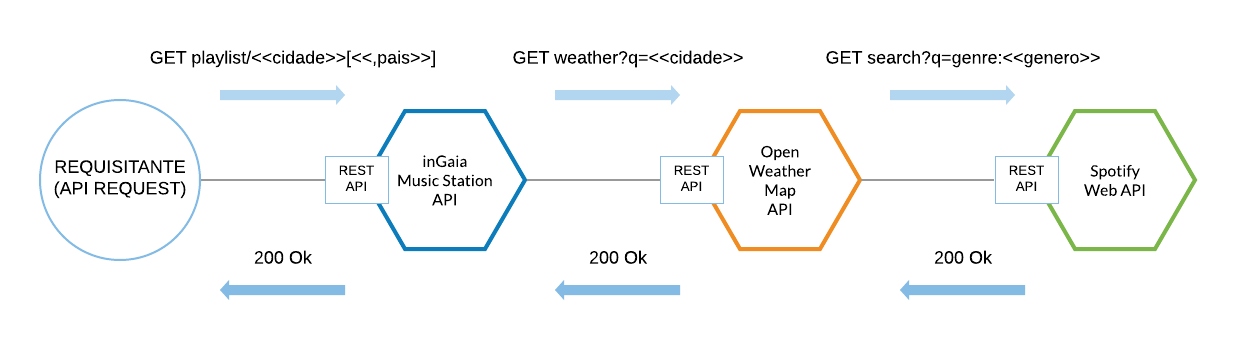 GET playlist/<<cidade>>[<<,pais>>]
GET weather?q=<<cidade>>
GET search?q=genre:<<genero>>
REQUISITANTE
(API REQUEST)
REST
API
inGaia
Music Station
API
REST
API
Open
Weather
Map
API
REST
API
Spotify
Web API
200 Ok
200 Ok
200 Ok